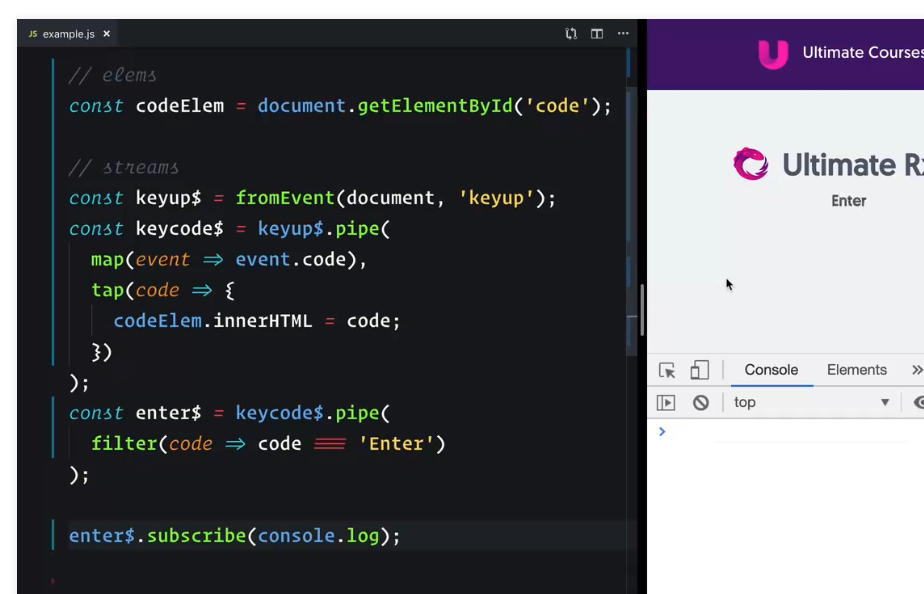 JS example.js ×
// elems
const codeElem = document.getElementById('code');
// streams
const keyup$ = fromEvent(document, 'keyup');
const keycode$ = keyup$.pipe(
map(event => event.code),
tap(code => {
codeElem.innerHTML = code;
})
);
const enter$ = keycode$.pipe(
filter(code => code === 'Enter')
);
enter$.subscribe(console.log);
Ultimate Courses
Ultimate Rx
Enter
Console Elements »
top